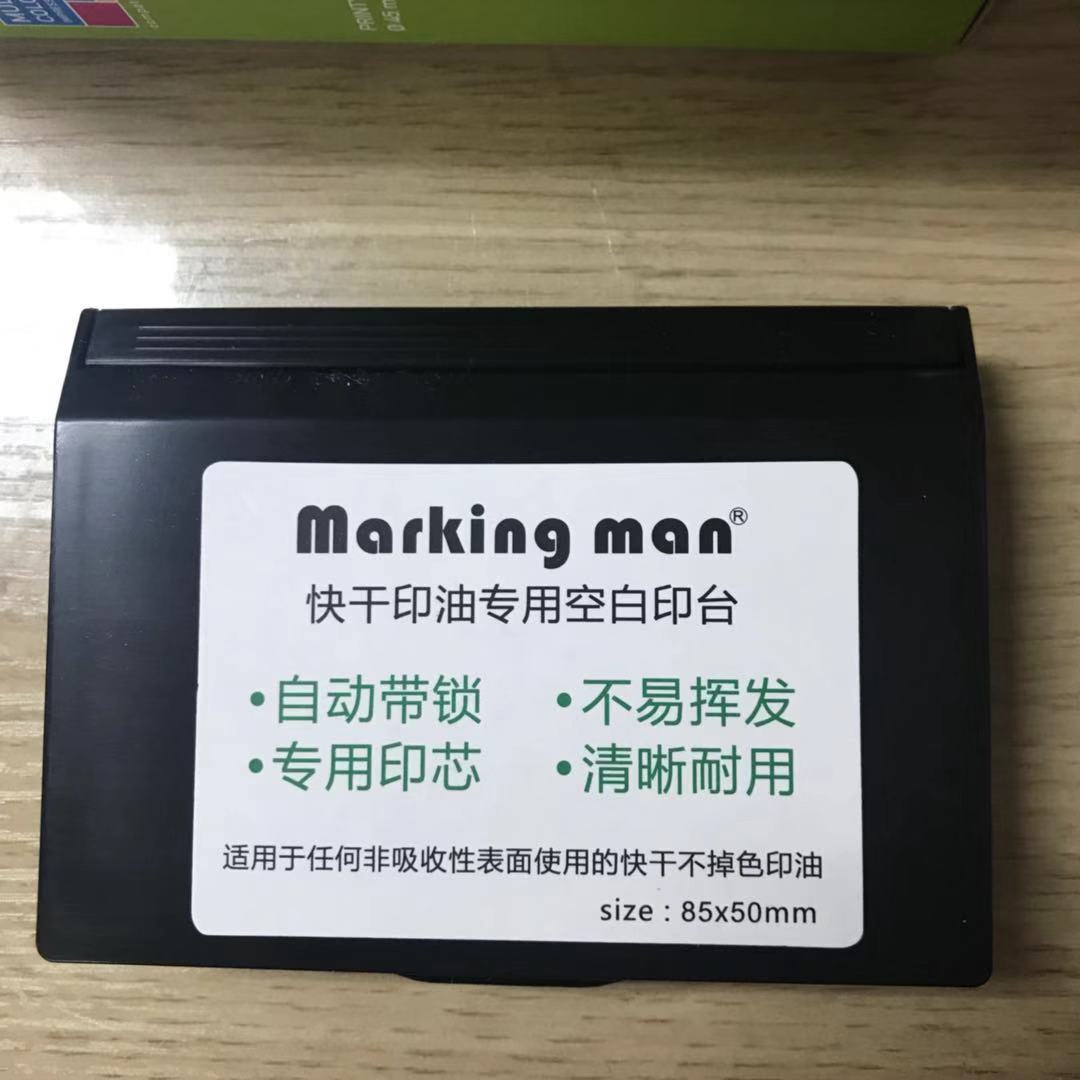 PRINT
Marking man®
快干印油专用空白印台
•自动带锁 •不易挥发
•专用印芯 •清晰耐用
适用于任何非吸收性表面使用的快干不掉色印油
size : 85x50mm